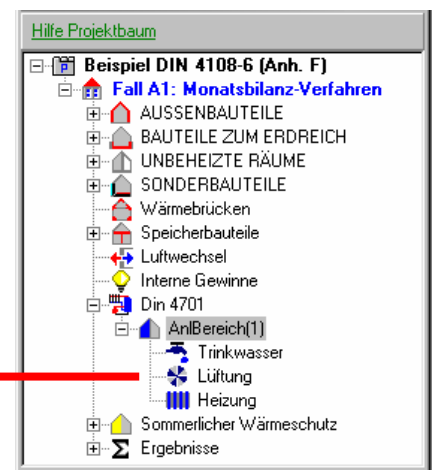 Hilfe Projektbaum
Beispiel DIN 4108-6 (Anh. F)
Fall A1: Monatsbilanz-Verfahren
AUSSENBAUTEILE
BAUTEILE ZUM ERDREICH
UNBEHEIZTE RÄUME
SONDERBAUTEILE
Wärmebrücken
Speicherbauteile
Luftwechsel
Interne Gewinne
Din 4701
AnlBereich(1)
Trinkwasser
Lüftung
Heizung
Sommerlicher Wärmeschutz
Σ Ergebnisse